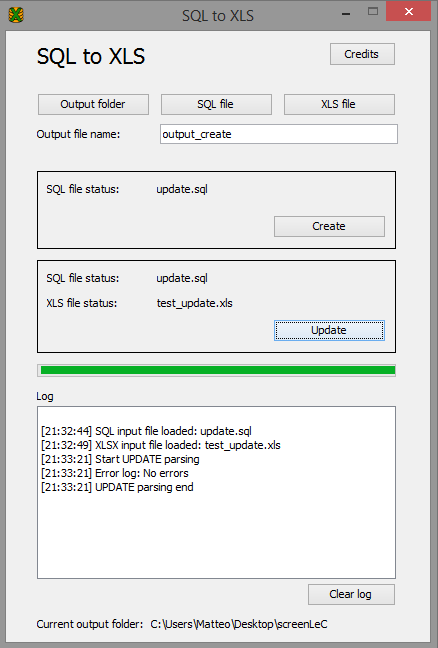 SQL to XLS
SQL to XLS
Credits
Output folder
SQL file
XLS file
Output file name:
output_create
SQL file status:
update.sql
Create
SQL file status:
update.sql
XLS file status:
test_update.xls
Update
Log
[21:32:44] SQL input file loaded: update.sql
[21:32:49] XLSX input file loaded: test_update.xls
[21:33:21] Start UPDATE parsing
[21:33:21] Error log: No errors
[21:33:21] UPDATE parsing end
Clear log
Current output folder: C:\Users\Matteo\Desktop\screenLeC